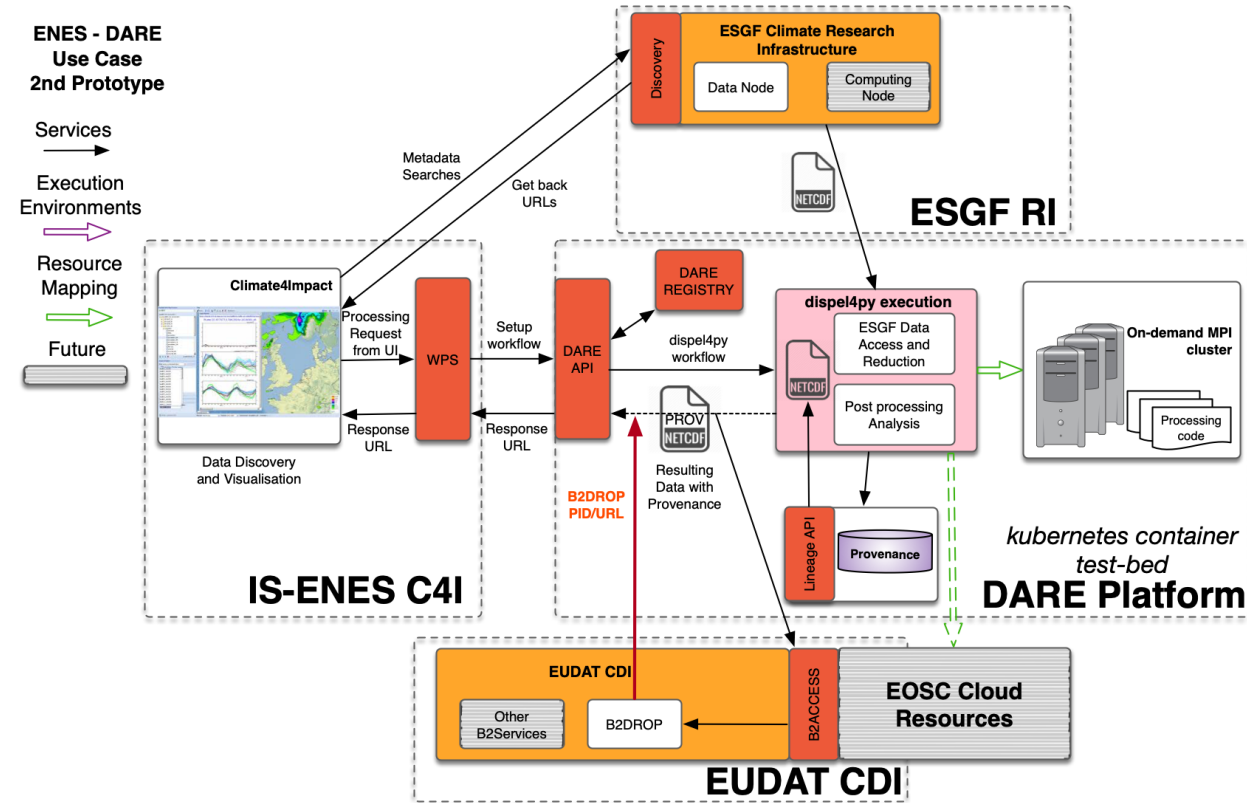 ENES - DARE
Use Case
2nd Prototype
Services
Execution
Environments
Resource
Mapping
Future
ESGF Climate Research
Infrastructure
Discovery
Data Node
Computing
Node
NETCDF
ESGF RI
Metadata
Searches
Get back
URLs
Climate4Impact
Processing
Request
from UI
WPS
Setup
workflow
Response
URL
Response
URL
Data Discovery
and Visualisation
IS-ENES C4I
DARE
API
DARE
REGISTRY
dispel4py
workflow
PROV
NETCDF
Resulting
Data with
Provenance
B2DROP
PID/URL
dispel4py execution
ESGF Data
Access and
Reduction
NETCDF
Post processing
Analysis
Lineage API
Provenance
On-demand MPI
cluster
Processing
code
kubernetes container
test-bed
DARE Platform
EUDAT CDI
Other
B2Services
B2DROP
B2ACCESS
EOSC Cloud
Resources
EUDAT CDI